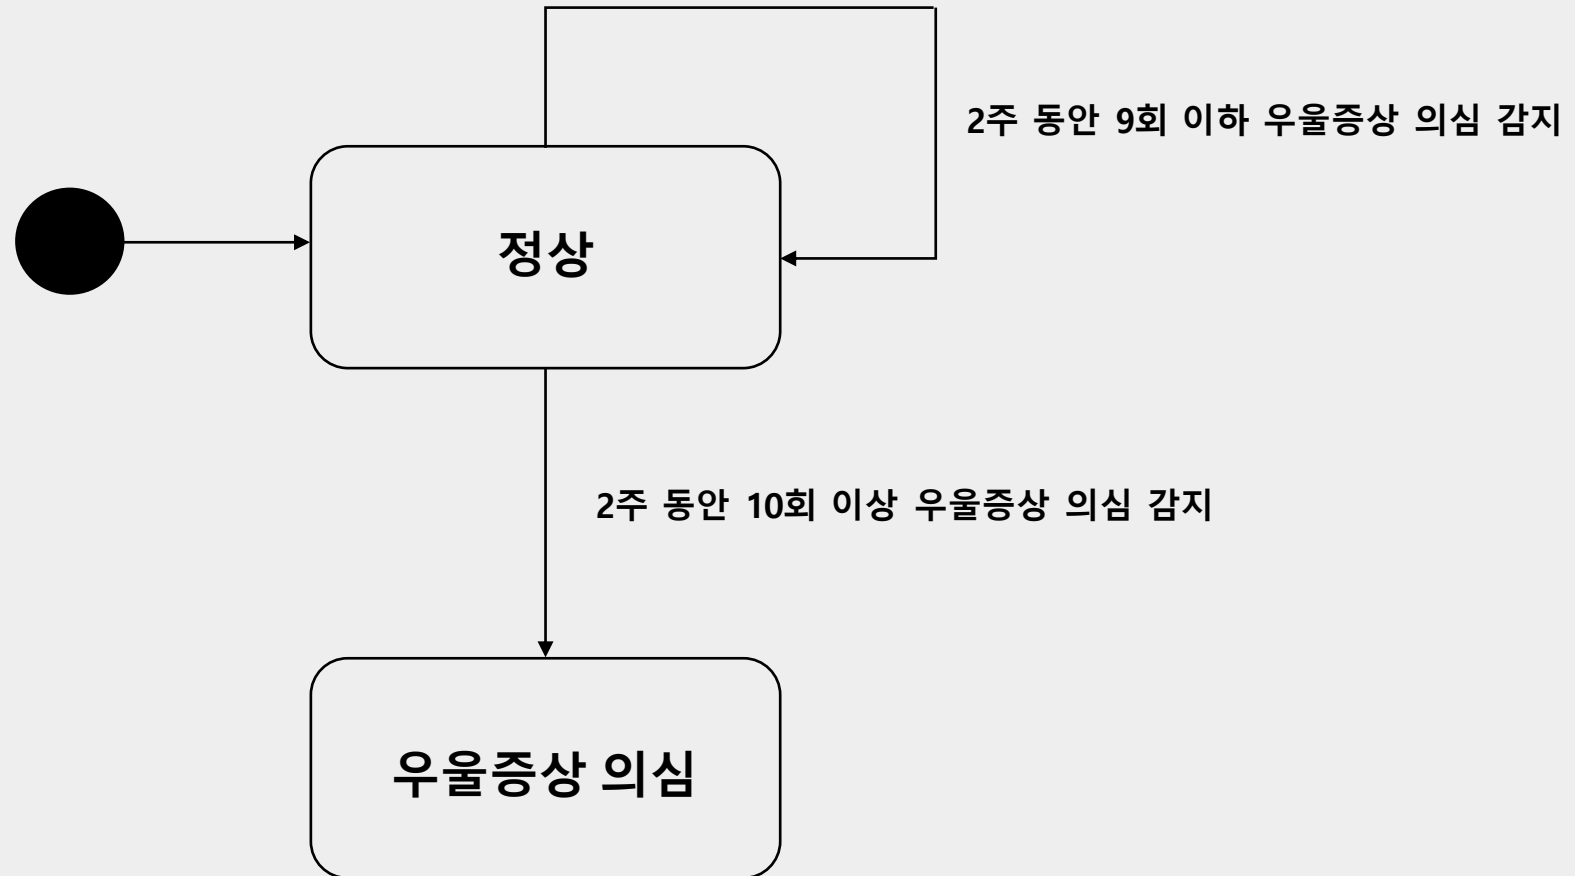 2주 동안 9회 이하 우울증상 의심 감지
정상
2주 동안 10회 이상 우울증상 의심 감지
우울증상 의심